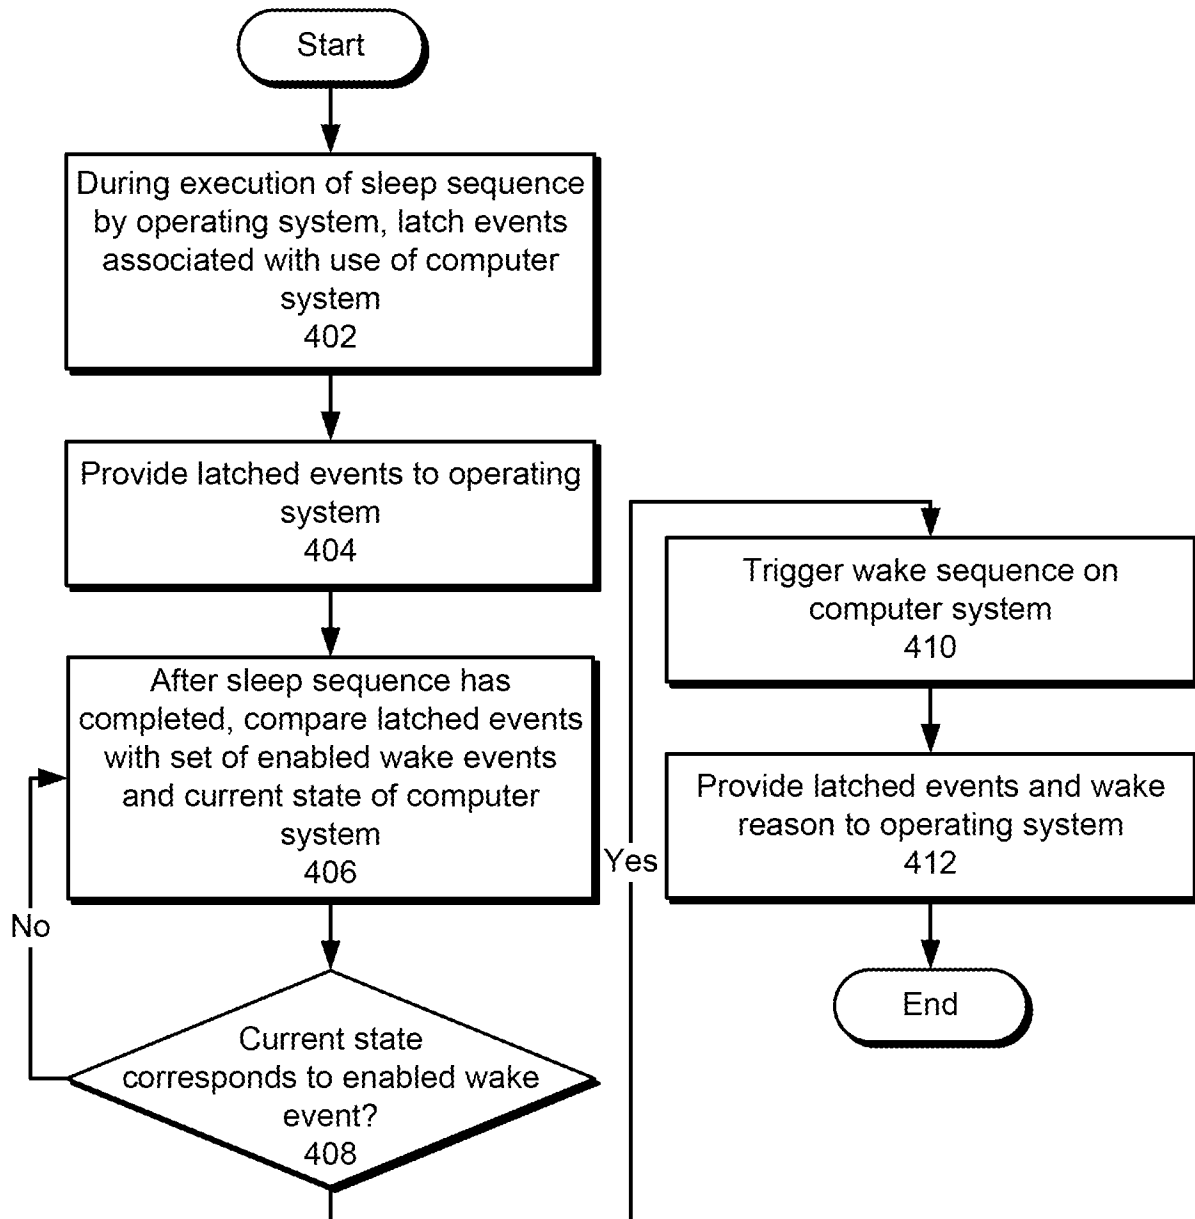 Start
During execution of sleep sequence
by operating system, latch events
associated with use of computer
system
402
Provide latched events to operating
system
404
After sleep sequence has
completed, compare latched events
with set of enabled wake events
and current state of computer
system
406
No
Current state
corresponds to enabled wake
event?
408
Yes
Trigger wake sequence on
computer system
410
Provide latched events and wake
reason to operating system
412
End